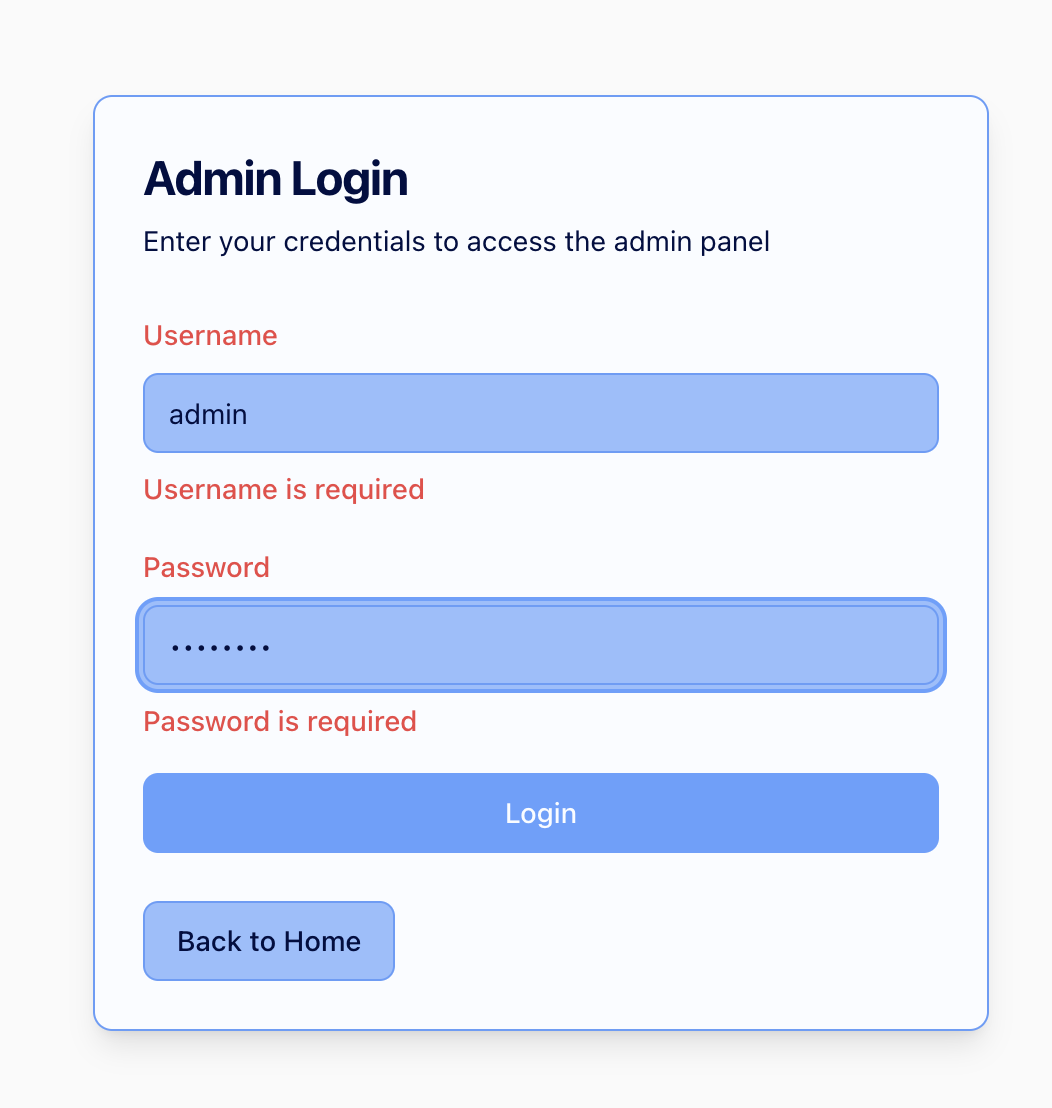 Admin Login
Enter your credentials to access the admin panel
Username
admin
Username is required
Password
••••••••
Password is required
Login
Back to Home